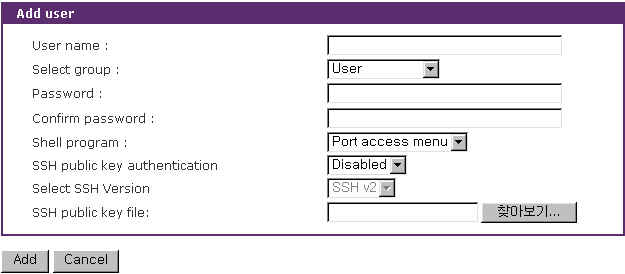 Add user
User name :
Select group : User
Password :
Confirm password :
Shell program : Port access menu
SSH public key authentication Disabled
Select SSH Version SSH v2
SSH public key file: 찾아보기...
Add Cancel